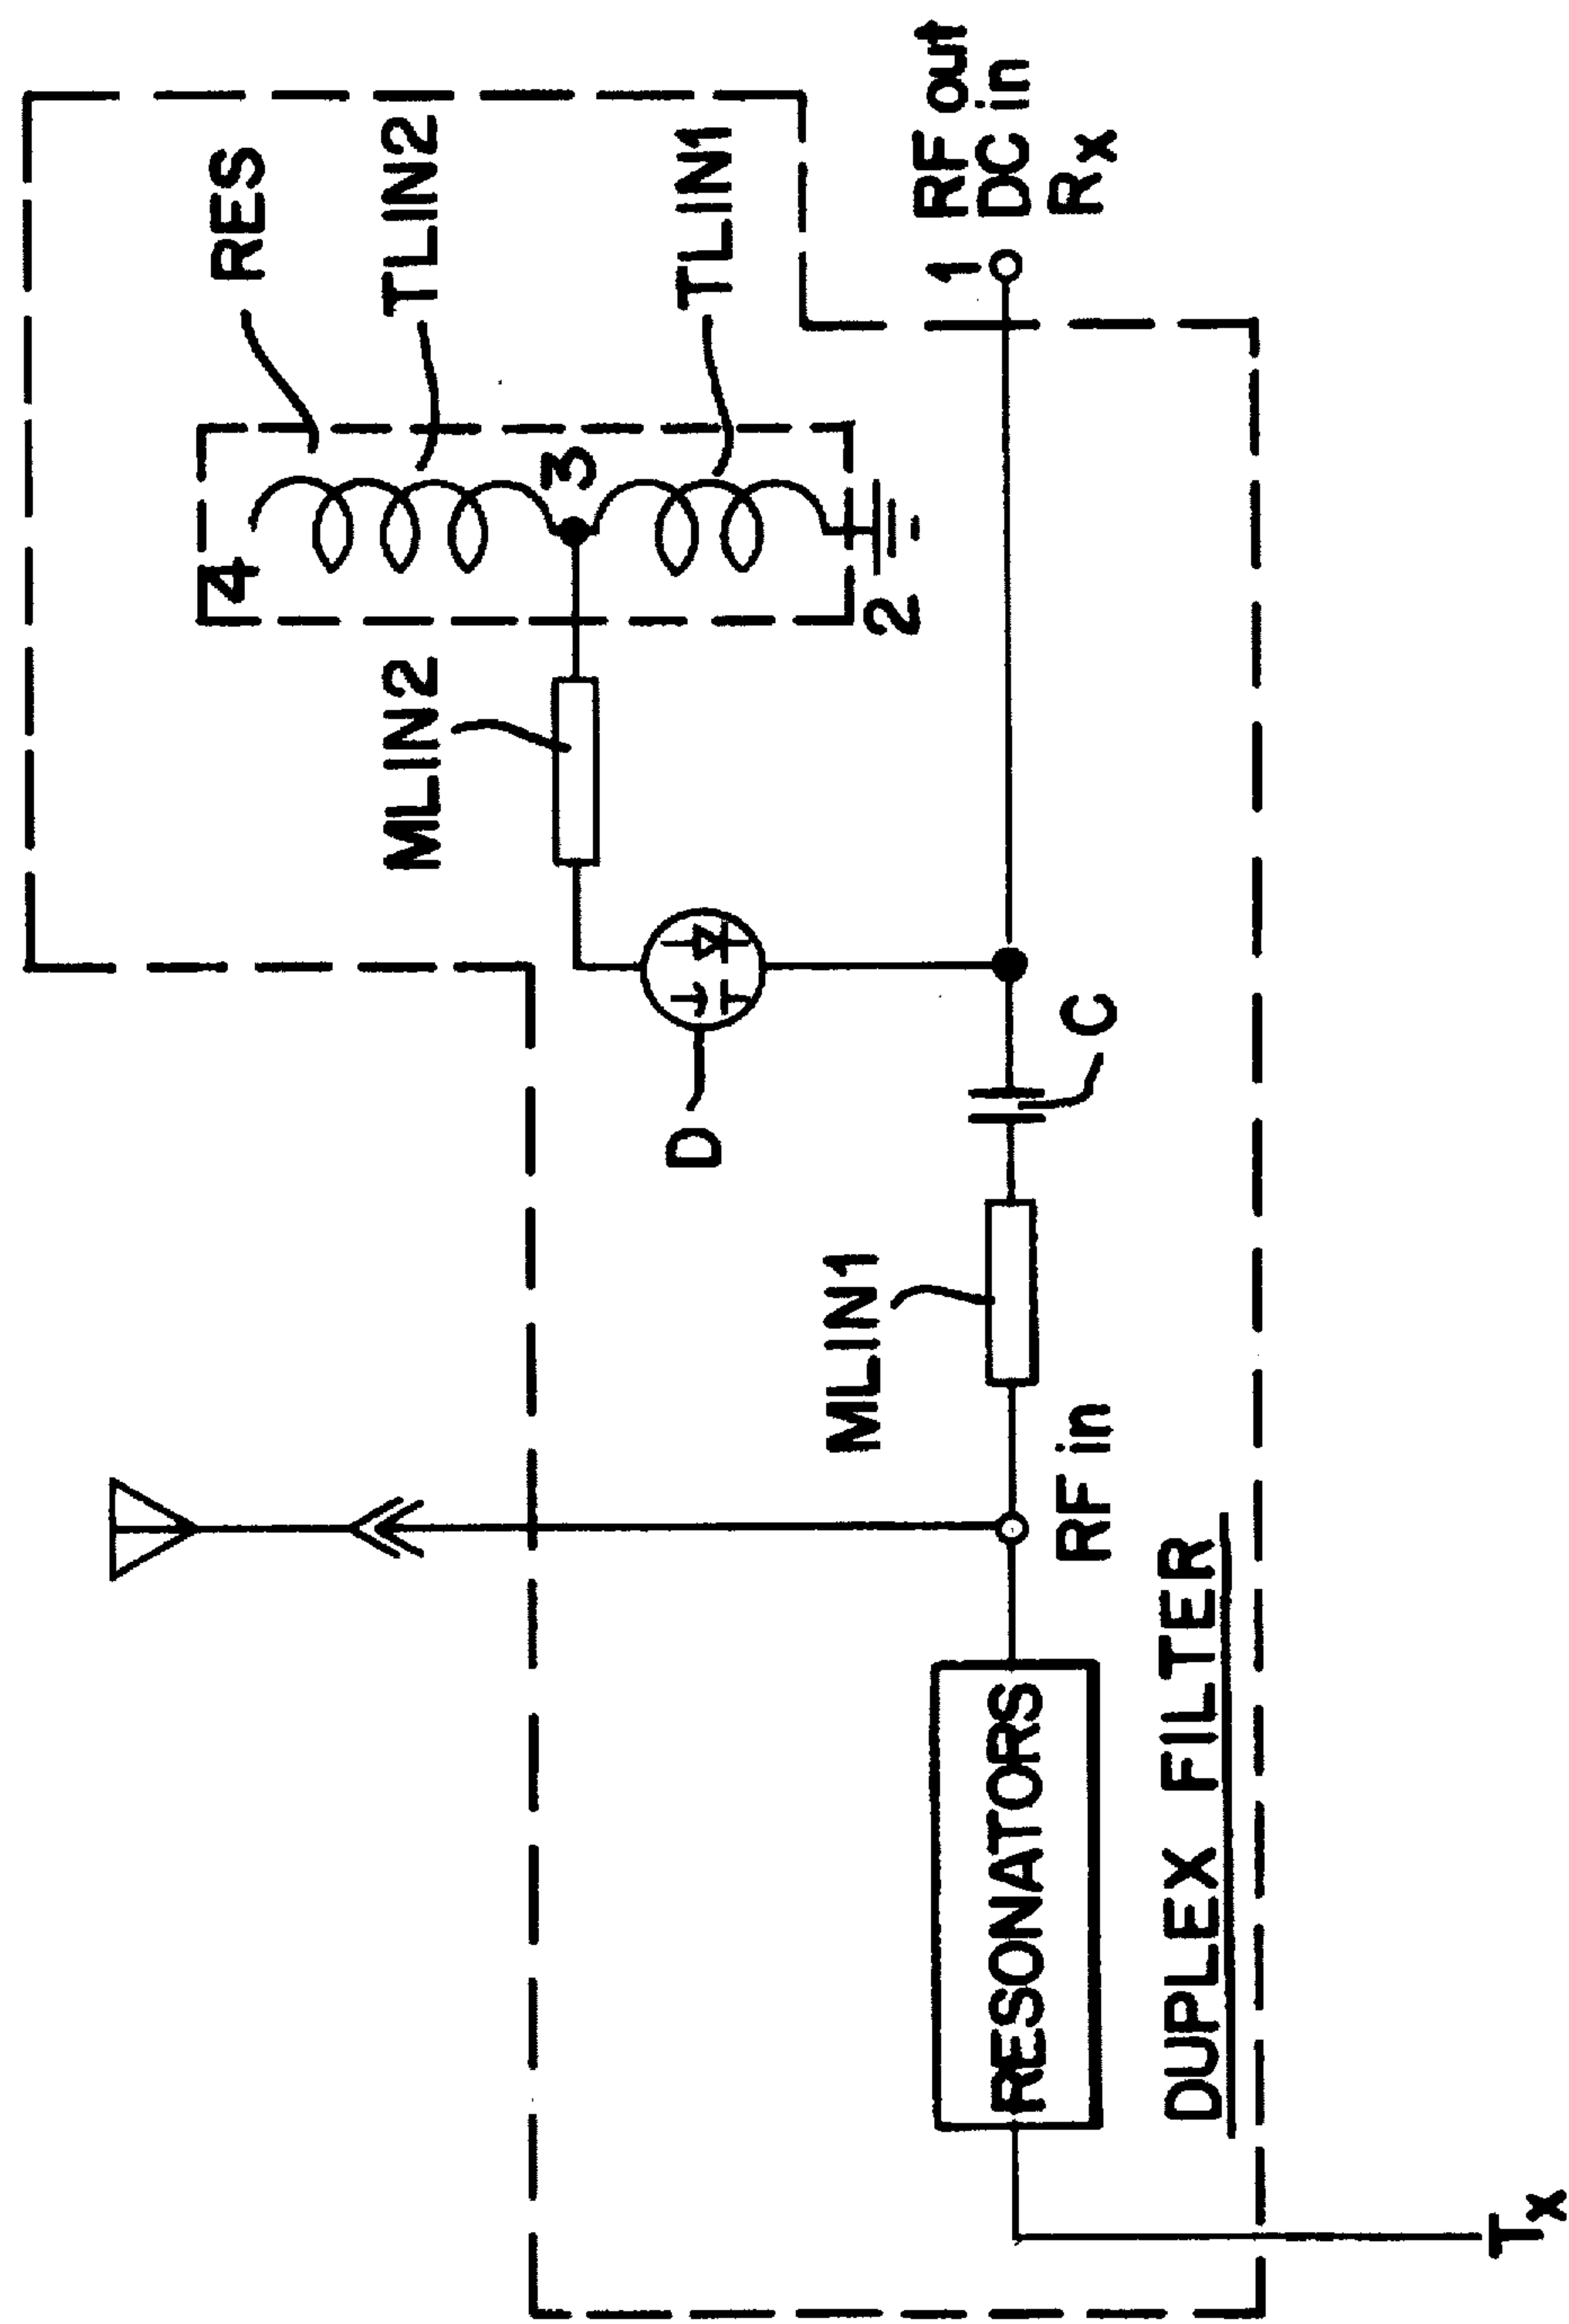 RES
TLIN2
TLIN1
4
3
2
MLIN2
1
RF out
DC in
Rx
D
C
MLIN1
RF in
RESONATORS
DUPLEX FILTER
Tx